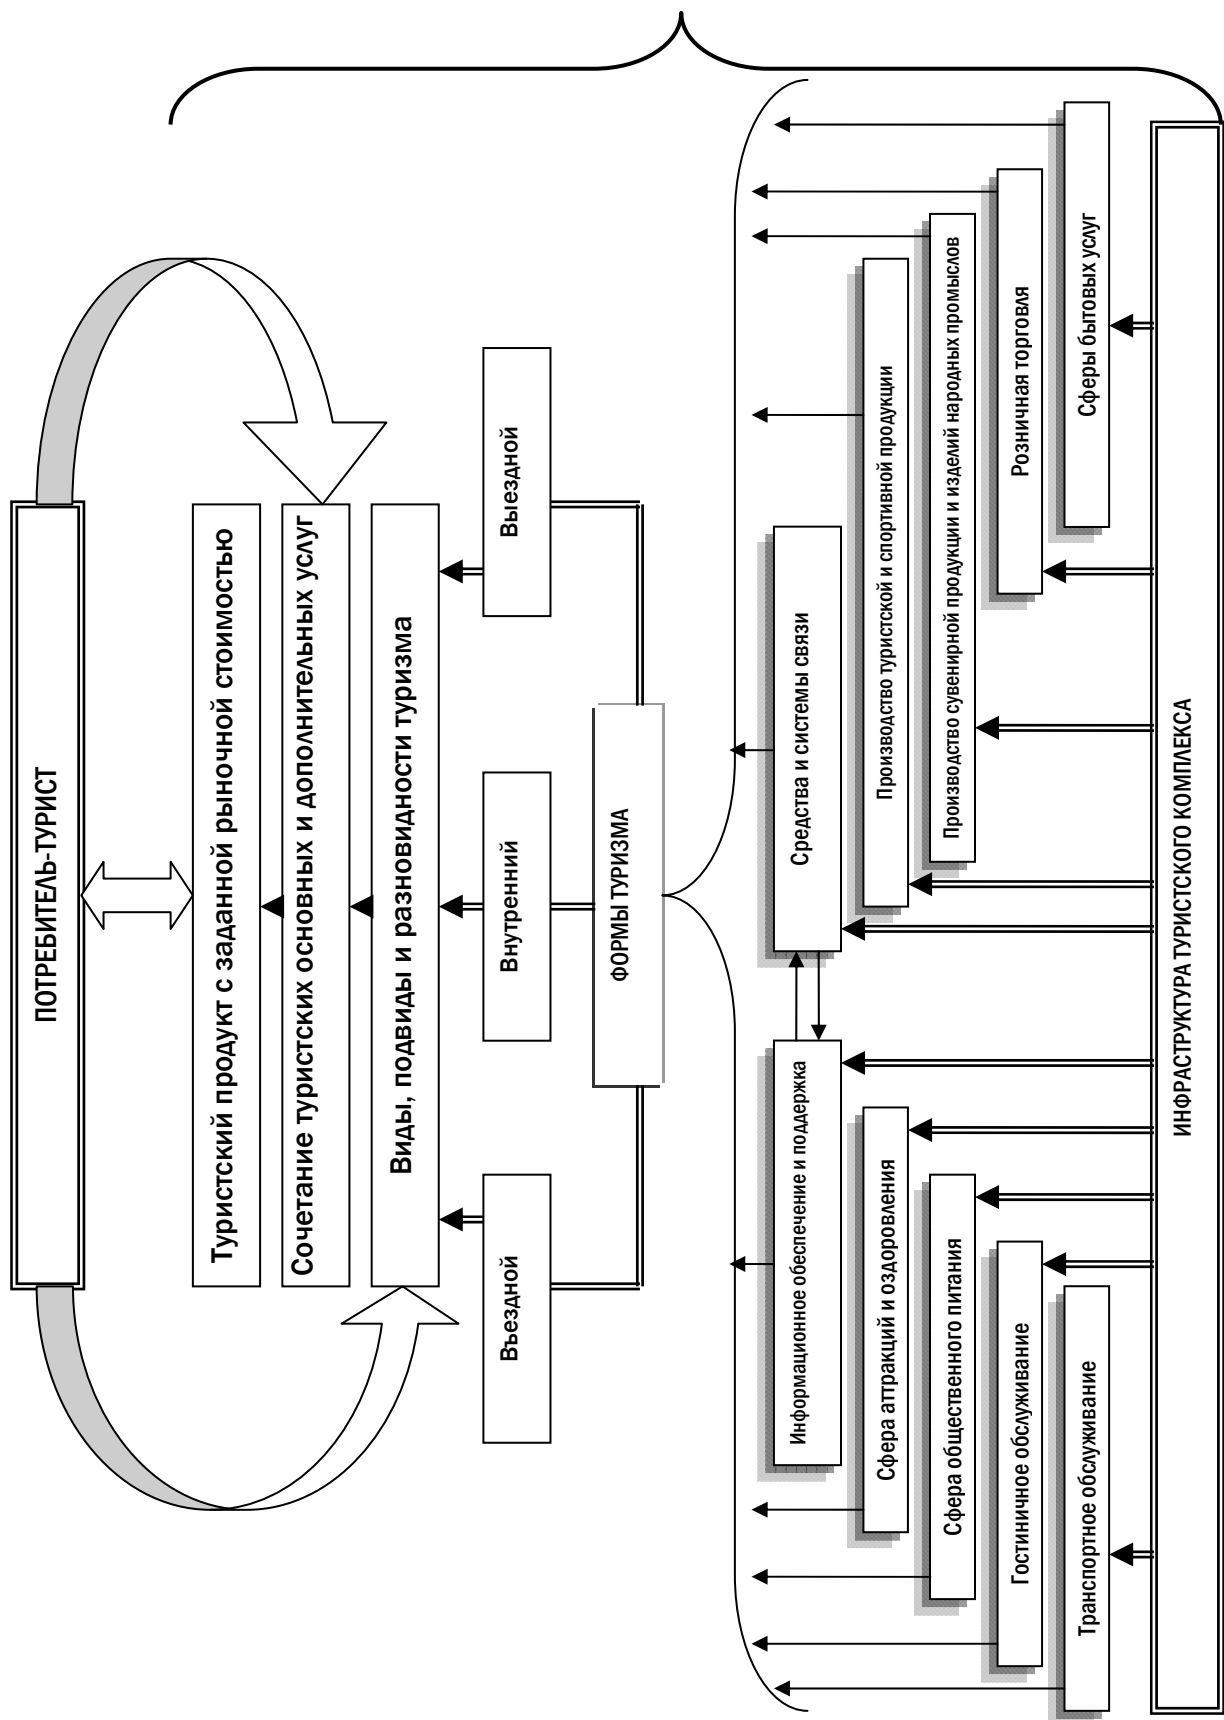 ПОТРЕБИТЕЛЬ-ТУРИСТ
Туристский продукт с заданной рыночной стоимостью
Сочетание туристских основных и дополнительных услуг
Виды, подвиды и разновидности туризма
Въездной
Внутренний
Выездной
ФОРМЫ ТУРИЗМА
Информационное обеспечение и поддержка
Средства и системы связи
Сфера аттракций и оздоровления
Производство туристской и спортивной продукции
Сфера общественного питания
Производство сувенирной продукции и изделий народных промыслов
Гостиничное обслуживание
Розничная торговля
Транспортное обслуживание
Сферы бытовых услуг
ИНФРАСТРУКТУРА ТУРИСТСКОГО КОМПЛЕКСА